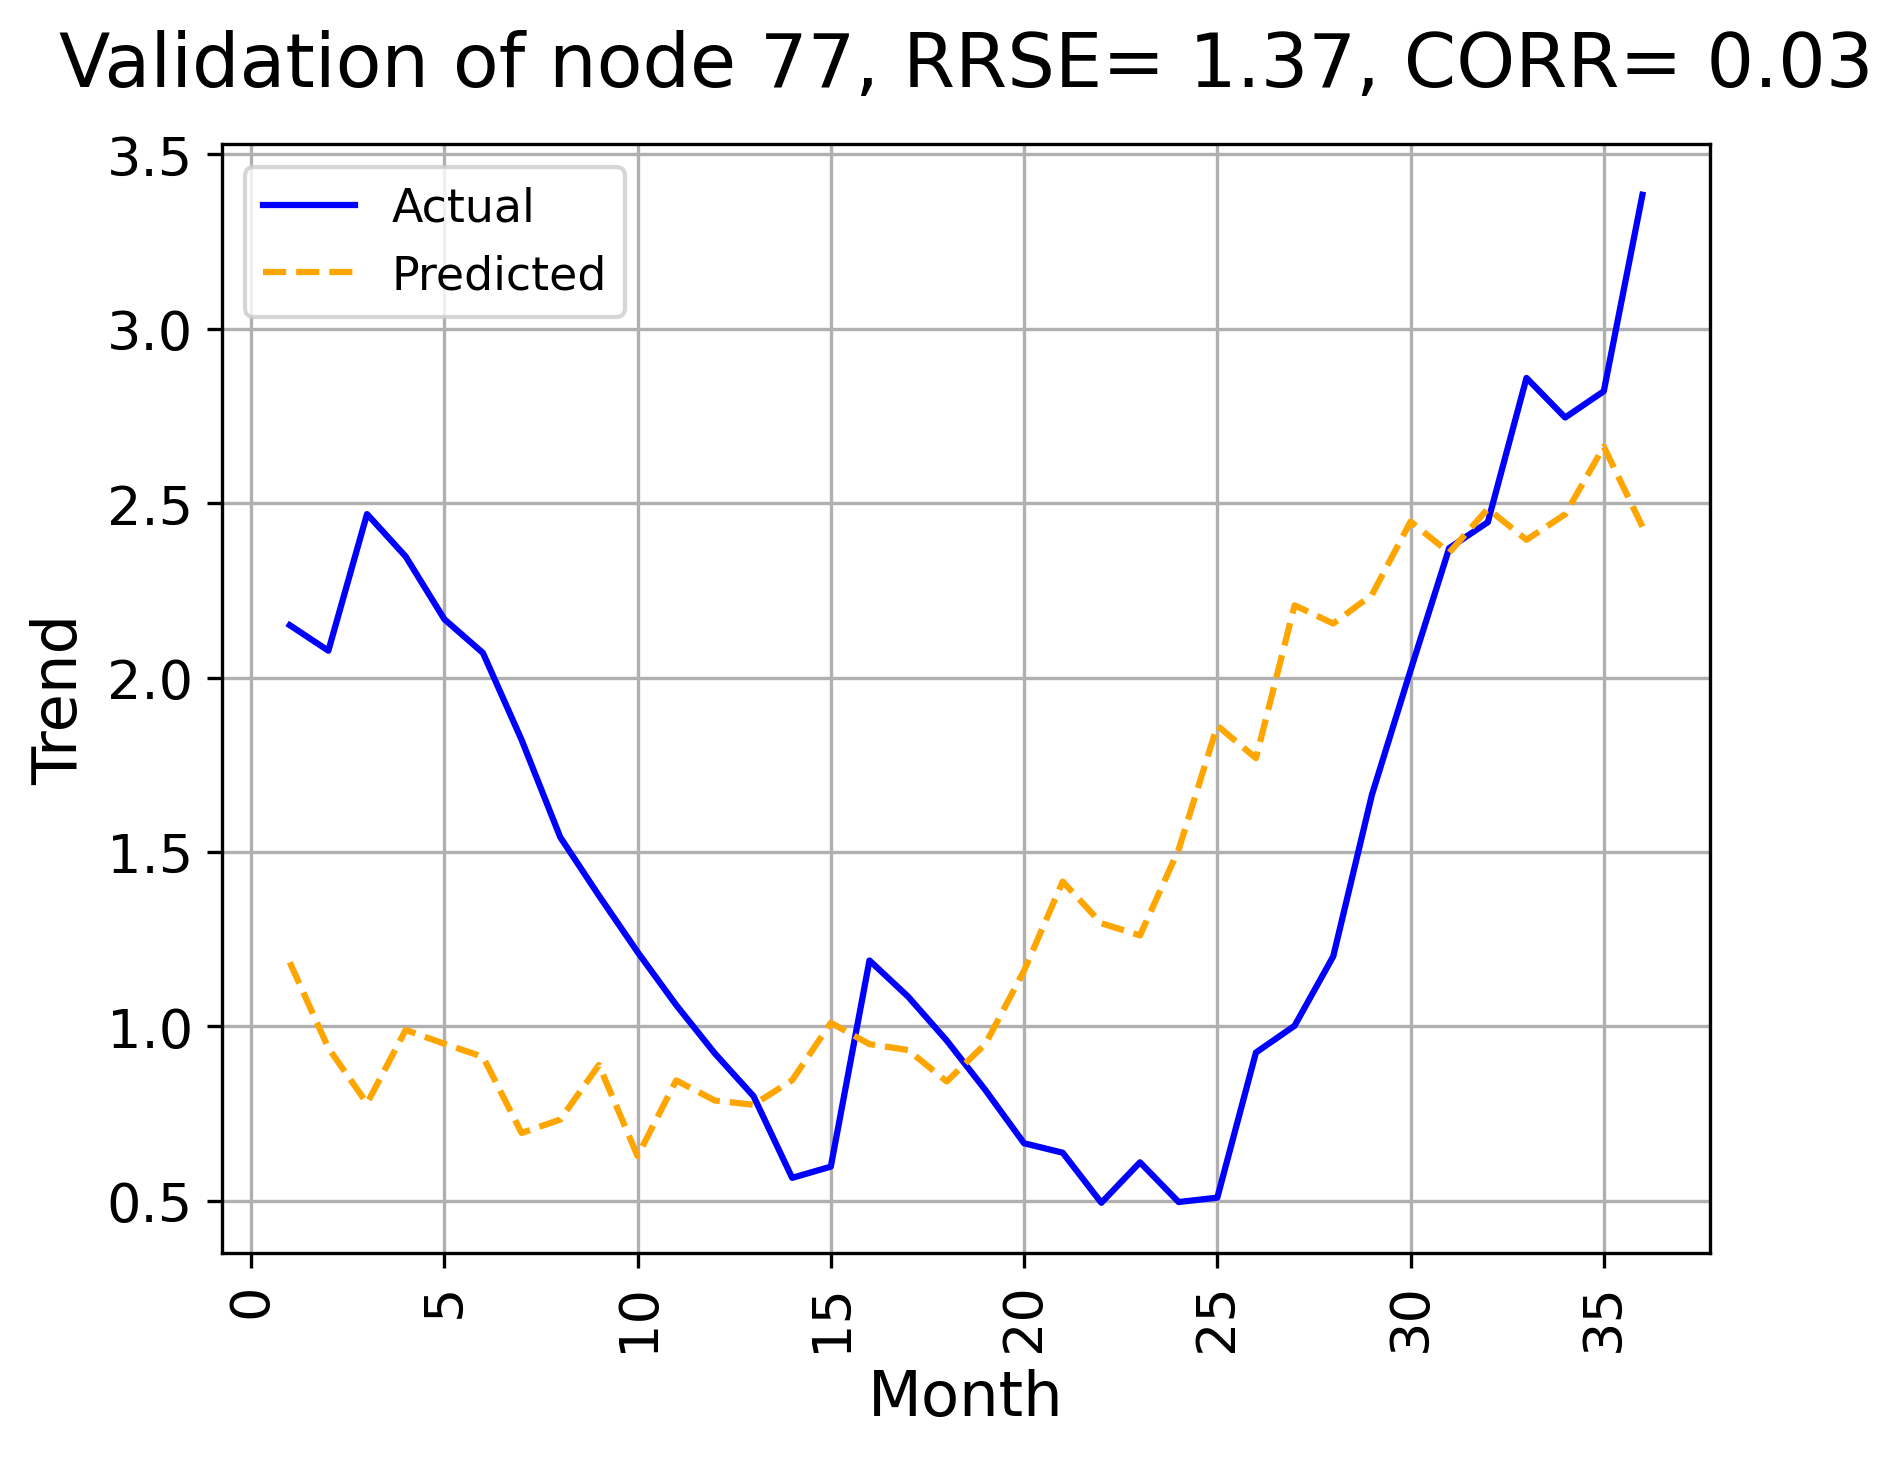 Validation of node 77, RRSE= 1.37, CORR= 0.03
Actual
Predicted
3.5
3.0
2.5
2.0
1.5
1.0
0.5
Trend
0 5 10 15 20 25 30 35
Month